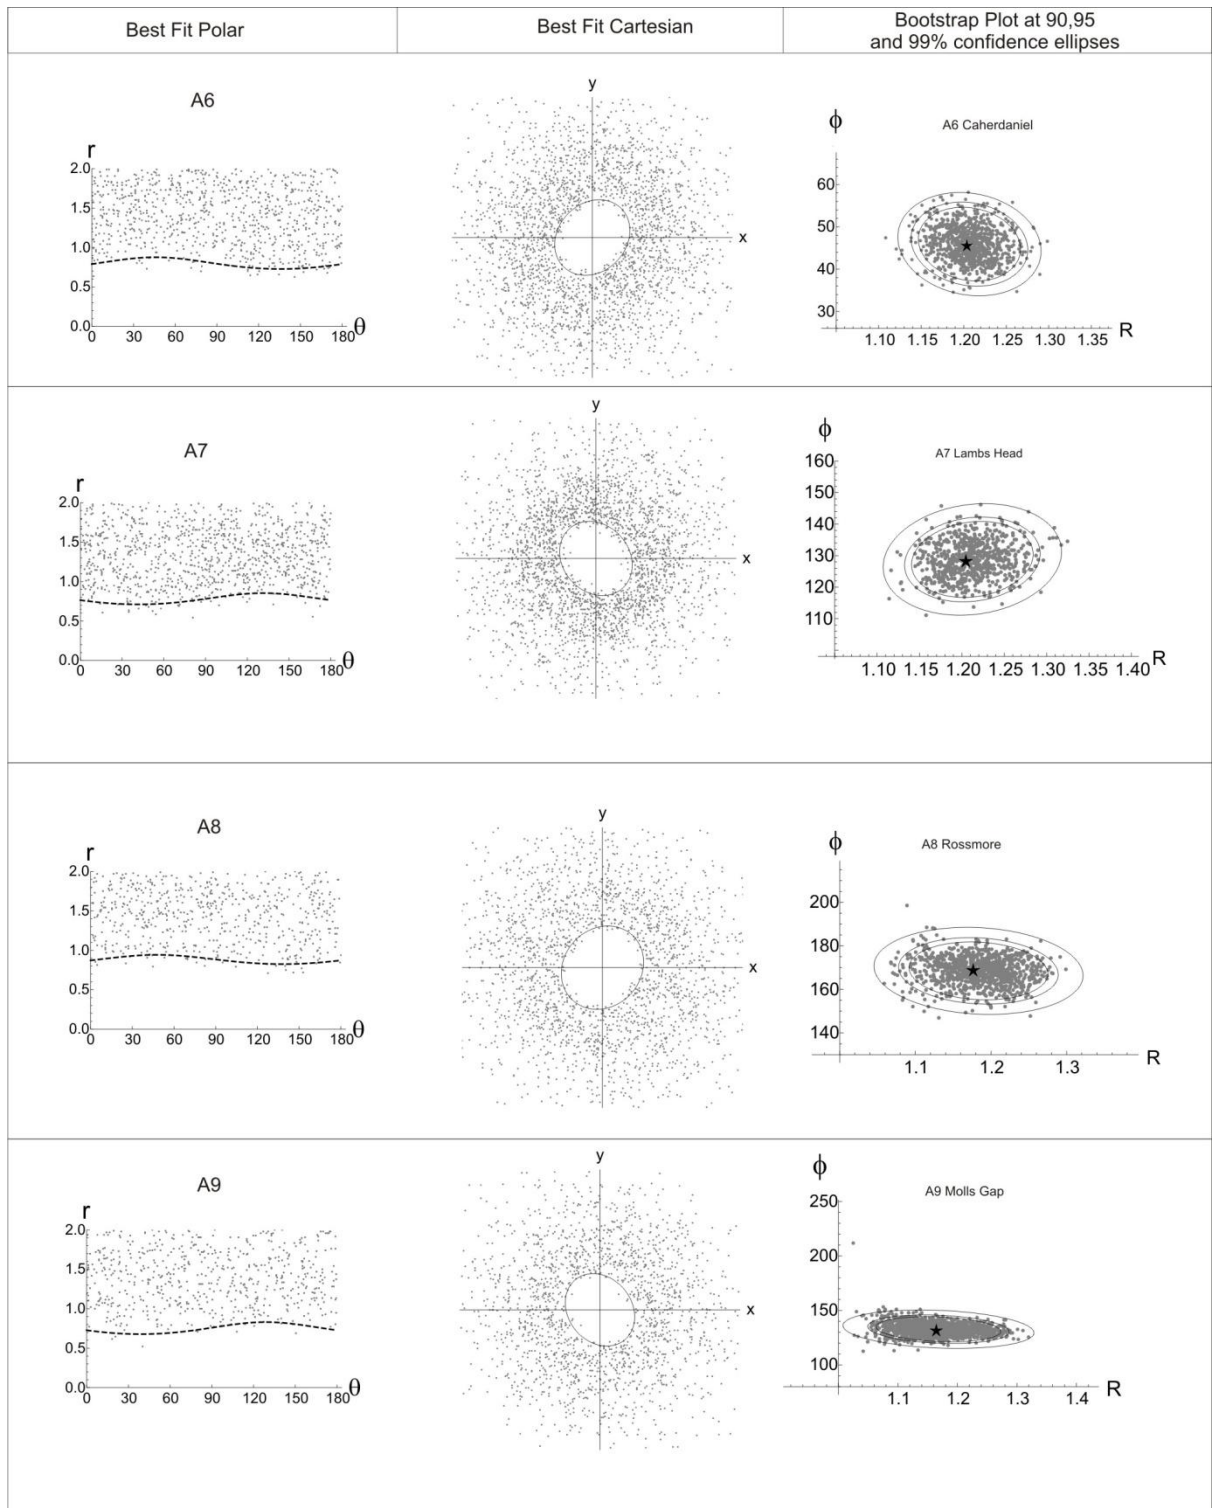 Best Fit Polar
Best Fit Cartesian
Bootstrap Plot at 90,95
and 99% confidence ellipses
A6
r
2.0
1.5
1.0
0.5
0.0
0 30 60 90 120 150 180
θ
y
x
ϕ
A6 Caherdaniel
60
50
40
30
1.10 1.15 1.20 1.25 1.30 1.35
R
A7
r
2.0
1.5
1.0
0.5
0.0
0 30 60 90 120 150 180
θ
y
x
ϕ
A7 Lambs Head
160
150
140
130
120
110
1.10 1.15 1.20 1.25 1.30 1.35 1.40
R
A8
r
2.0
1.5
1.0
0.5
0.0
0 30 60 90 120 150 180
θ
y
x
ϕ
A8 Rossmore
200
180
160
140
1.1 1.2 1.3
R
A9
r
2.0
1.5
1.0
0.5
0.0
0 30 60 90 120 150 180
θ
y
x
ϕ
A9 Molls Gap
250
200
150
100
1.1 1.2 1.3 1.4
R